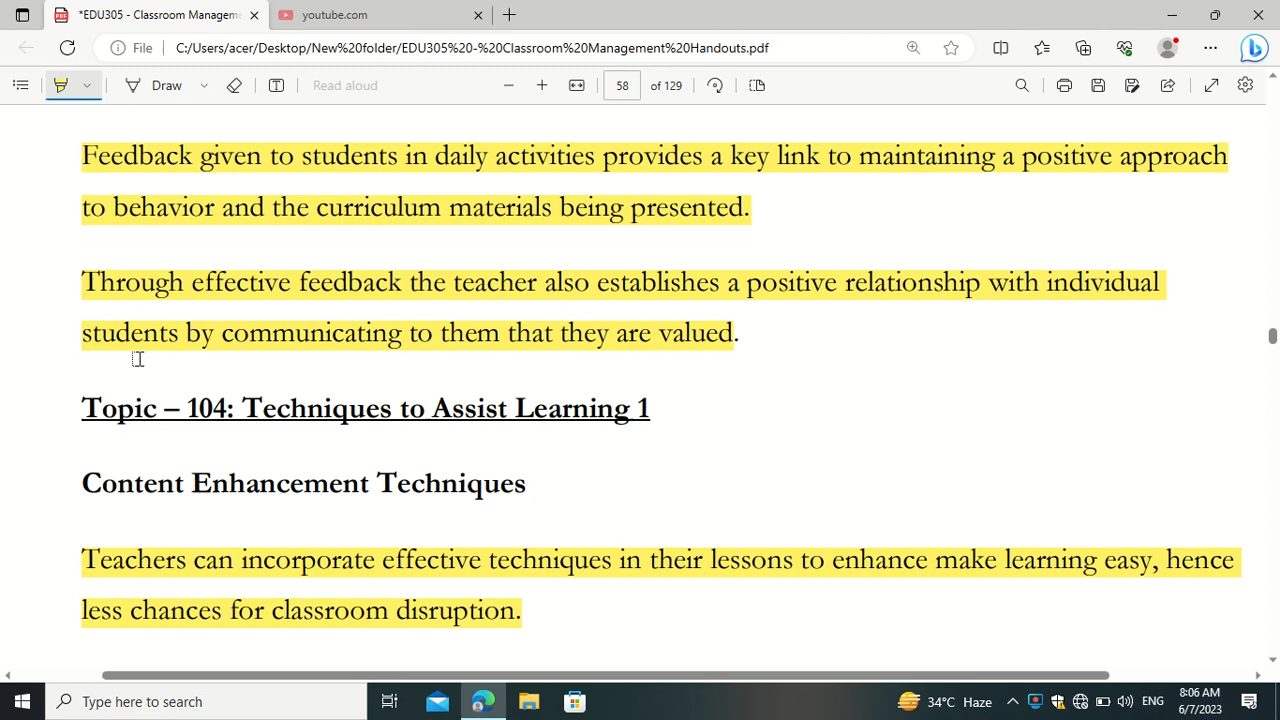 *EDU305 - Classroom Managem
youtube.com
File
C:/Users/acer/Desktop/New%20folder/EDU305%20-%20Classroom%20Management%20Handouts.pdf
Draw
Read aloud
58
of 129
Feedback given to students in daily activities provides a key link to maintaining a positive approach
to behavior and the curriculum materials being presented.
Through effective feedback the teacher also establishes a positive relationship with individual
students by communicating to them that they are valued.
Topic – 104: Techniques to Assist Learning 1
Content Enhancement Techniques
Teachers can incorporate effective techniques in their lessons to enhance make learning easy, hence
less chances for classroom disruption.
Type here to search
34°C Haze
ENG
8:06 AM
6/7/2023